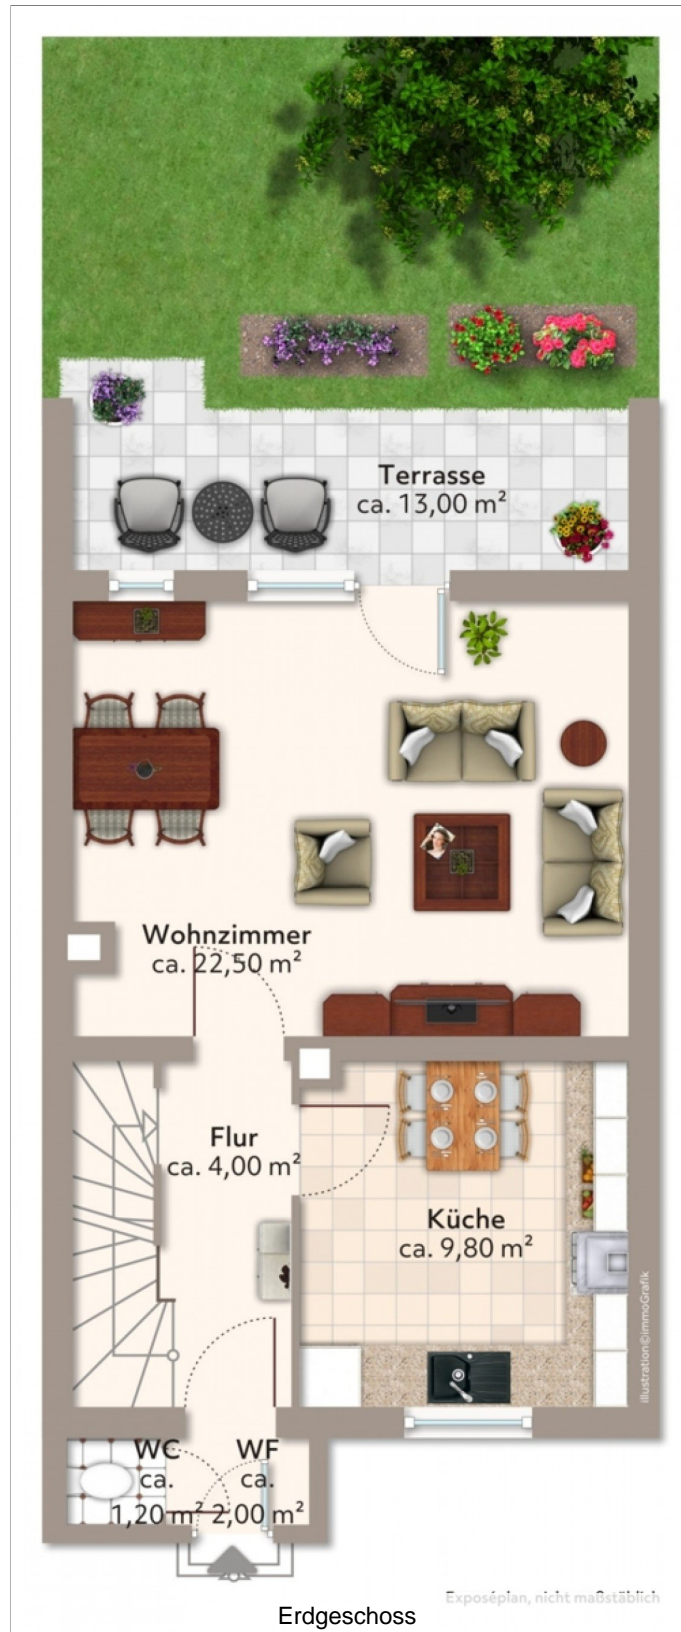 Terrasse
ca. 13,00 m²
Wohnzimmer
ca. 22,50 m²
Flur
ca. 4,00 m²
Küche
ca. 9,80 m²
illustration©immoGrafik
WC
ca.
1,20 m²
WF
ca.
2,00 m²
Exposéplan, nicht maßstäblich
Erdgeschoss